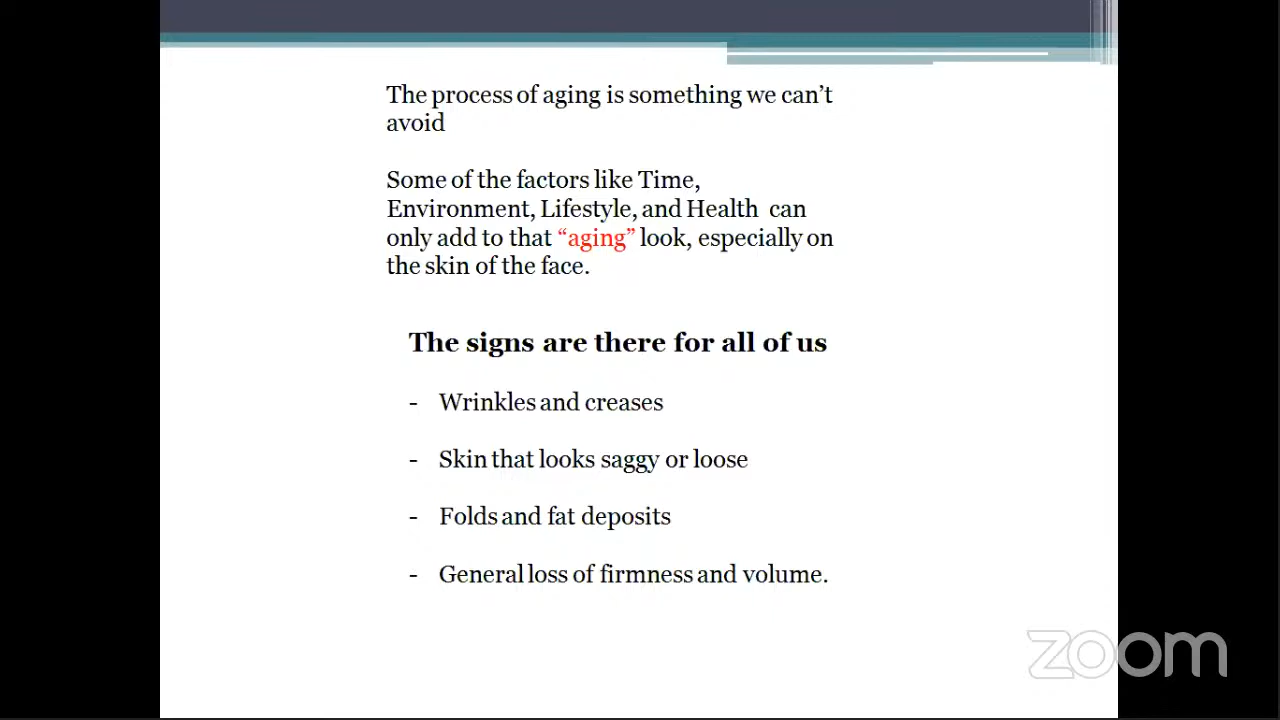 The process of aging is something we can't
avoid
Some of the factors like Time,
Environment, Lifestyle, and Health can
only add to that “aging” look, especially on
the skin of the face.
The signs are there for all of us
- Wrinkles and creases
- Skin that looks saggy or loose
- Folds and fat deposits
- General loss of firmness and volume.
zoom